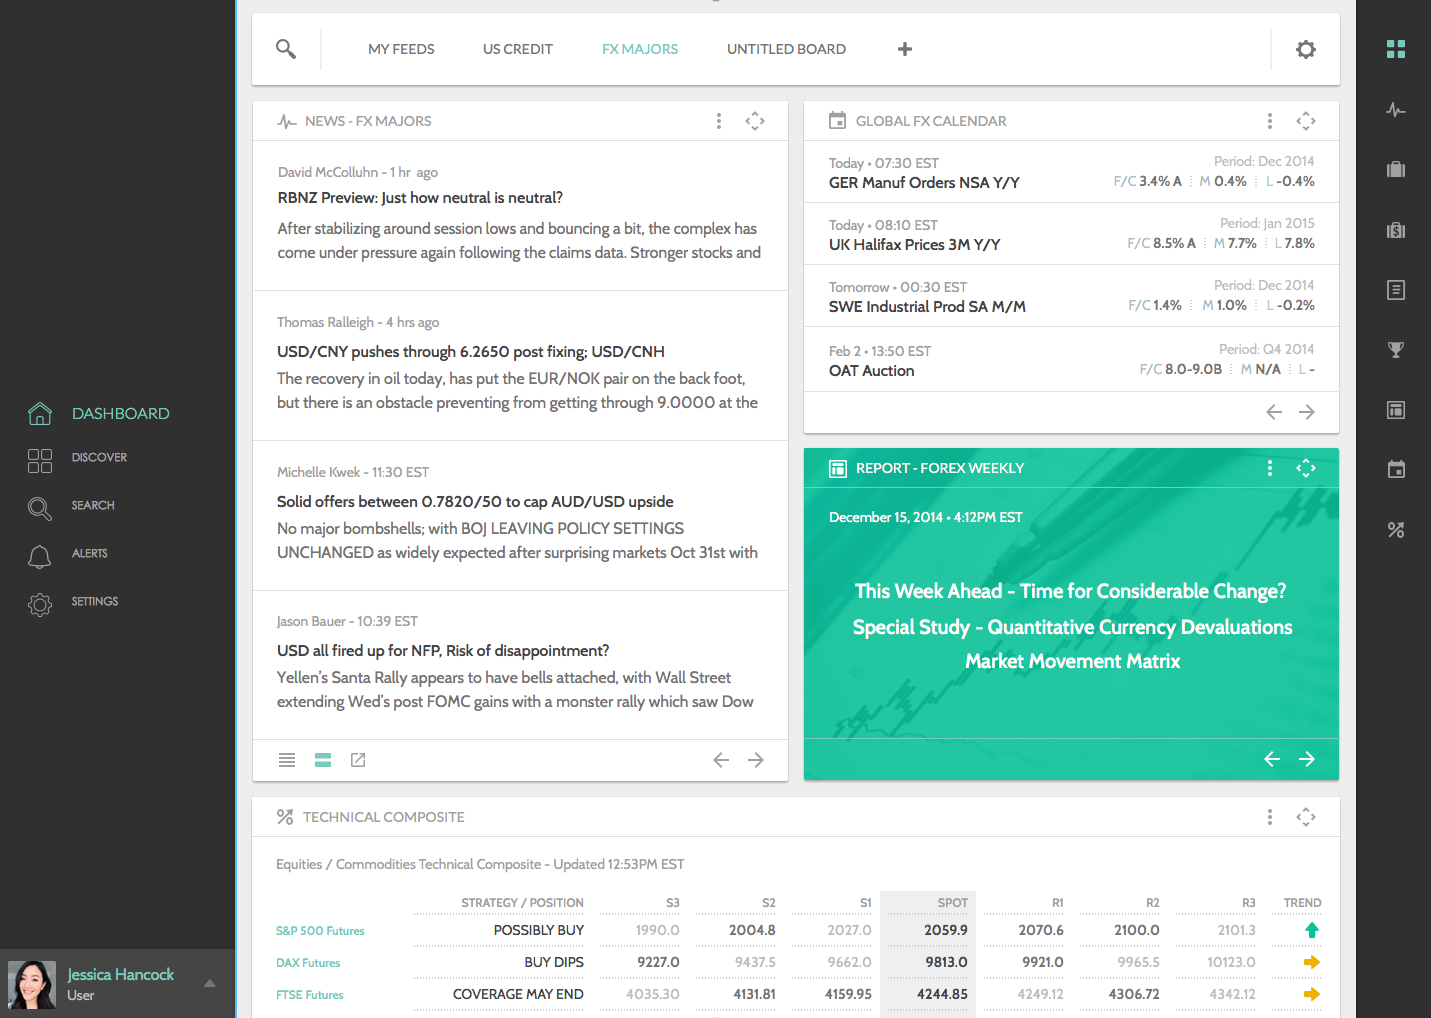 MY FEEDS
US CREDIT
FX MAJORS
UNTITLED BOARD
DASHBOARD
DISCOVER
SEARCH
ALERTS
SETTINGS
Jessica Hancock
User
NEWS - FX MAJORS
David McColluhn - 1 hr ago
RBNZ Preview: Just how neutral is neutral?
After stabilizing around session lows and bouncing a bit, the complex has
come under pressure again following the claims data. Stronger stocks and
Thomas Ralleigh - 4 hrs ago
USD/CNY pushes through 6.2650 post fixing; USD/CNH
The recovery in oil today, has put the EUR/NOK pair on the back foot,
but there is an obstacle preventing from getting through 9.0000 at the
Michelle Kwek - 11:30 EST
Solid offers between 0.7820/50 to cap AUD/USD upside
No major bombshells; with BOJ LEAVING POLICY SETTINGS
UNCHANGED as widely expected after surprising markets Oct 31st with
Jason Bauer - 10:39 EST
USD all fired up for NFP, Risk of disappointment?
Yellen's Santa Rally appears to have bells attached, with Wall Street
extending Wed's post FOMC gains with a monster rally which saw Dow
GLOBAL FX CALENDAR
Today • 07:30 EST Period: Dec 2014
GER Manuf Orders NSA Y/Y F/C 3.4% A M 0.4% L -0.4%
Today • 08:10 EST Period: Jan 2015
UK Halifax Prices 3M Y/Y F/C 8.5% A M 7.7% L 7.8%
Tomorrow • 00:30 EST Period: Dec 2014
SWE Industrial Prod SA M/M F/C 1.4% M 1.0% L -0.2%
Feb 2 • 13:50 EST Period: Q4 2014
OAT Auction F/C 8.0-9.0B M N/A L -
REPORT - FOREX WEEKLY
December 15, 2014 • 4:12PM EST
This Week Ahead - Time for Considerable Change?
Special Study - Quantitative Currency Devaluations
Market Movement Matrix
TECHNICAL COMPOSITE
Equities / Commodities Technical Composite - Updated 12:53PM EST
STRATEGY / POSITION S3 S2 S1 SPOT R1 R2 R3 TREND
S&P 500 Futures POSSIBLY BUY 1990.0 2004.8 2027.0 2059.9 2070.6 2100.0 2101.3
DAX Futures BUY DIPS 9227.0 9437.5 9662.0 9813.0 9921.0 9965.5 10123.0
FTSE Futures COVERAGE MAY END 4035.30 4131.81 4159.95 4244.85 4249.12 4306.72 4342.12